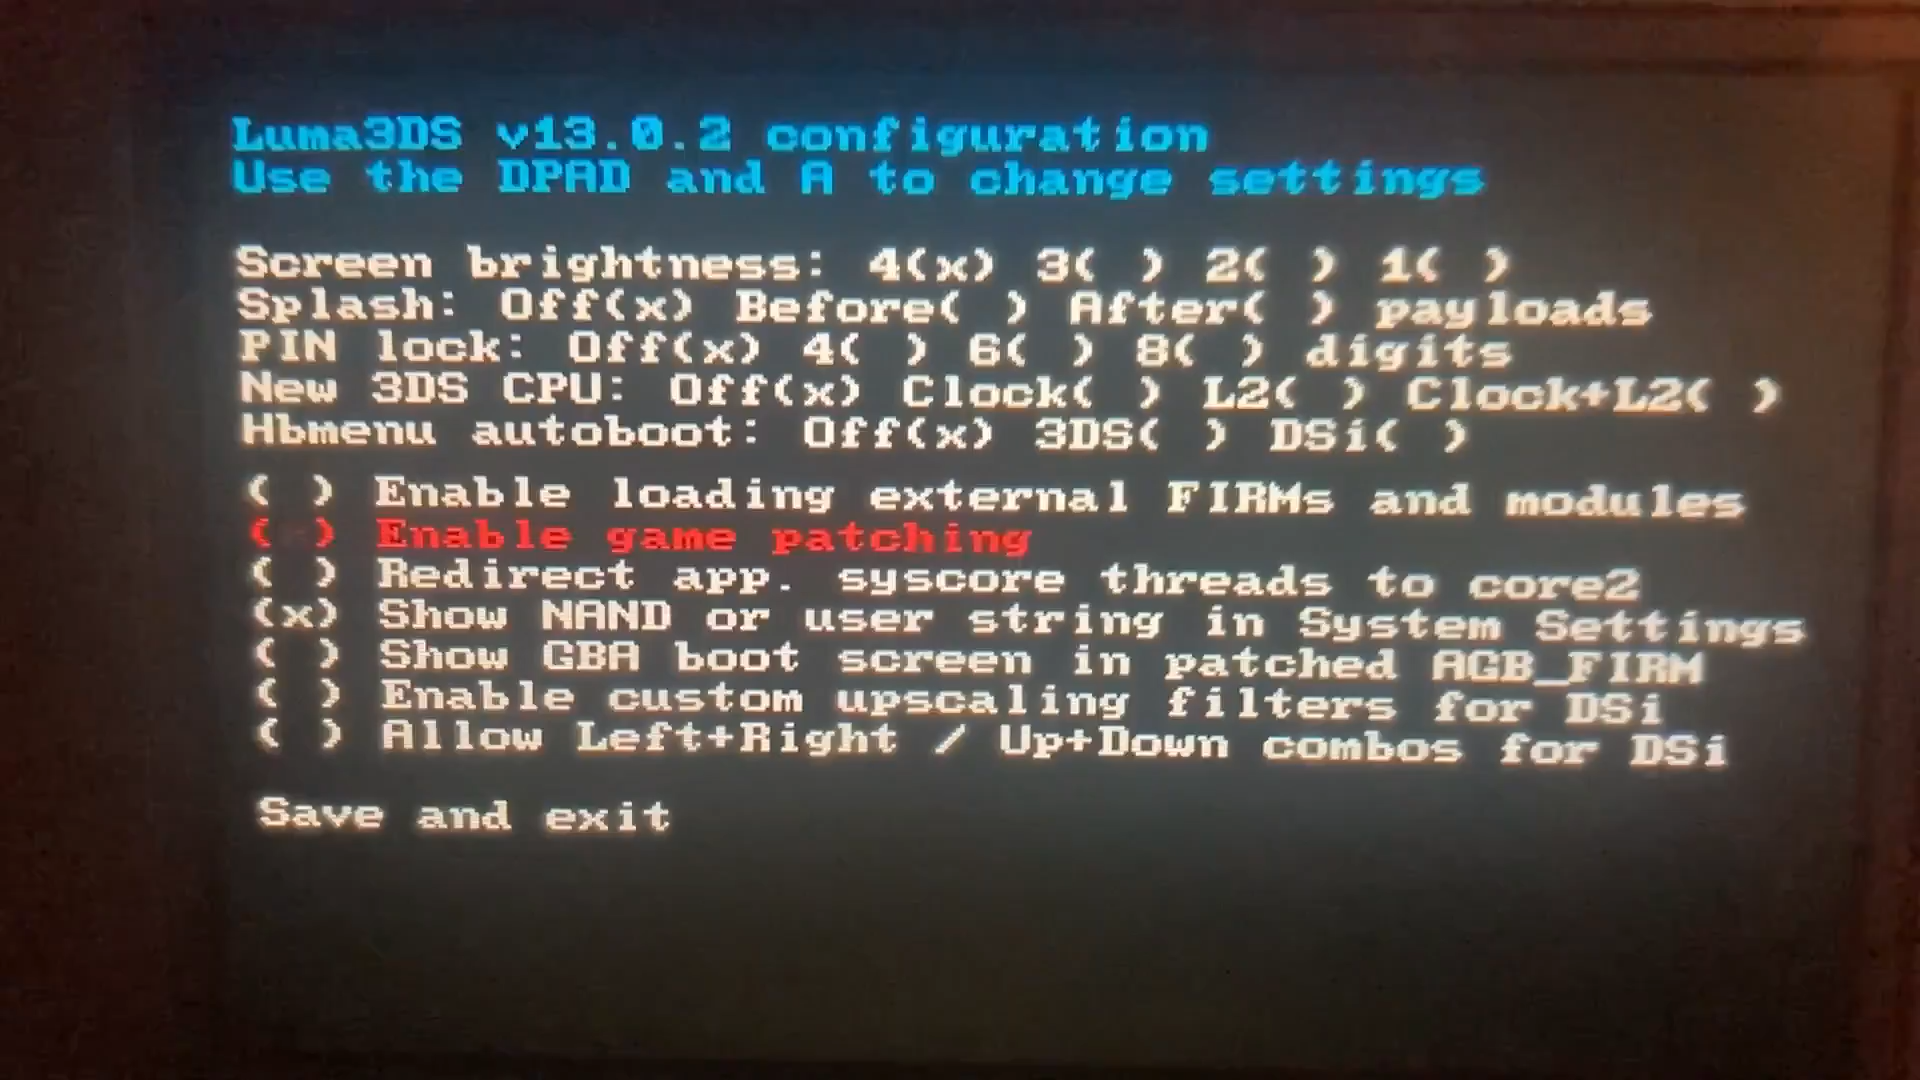 Luma3DS v13.0.2 configuration
Use the DPAD and A to change settings
Screen brightness: 4(x) 3( ) 2( ) 1( )
Splash: Off(x) Before( ) After( ) payloads
PIN lock: Off(x) 4( ) 6( ) 8( ) digits
New 3DS CPU: Off(x) Clock( ) L2( ) Clock+L2( )
Hbmenu autoboot: Off(x) 3DS( ) DSi( )
( ) Enable loading external FIRMs and modules
( ) Enable game patching
( ) Redirect app. syscore threads to core2
(x) Show NAND or user string in System Settings
( ) Show GBA boot screen in patched AGB_FIRM
( ) Enable custom upscaling filters for DSi
( ) Allow Left+Right / Up+Down combos for DSi
Save and exit